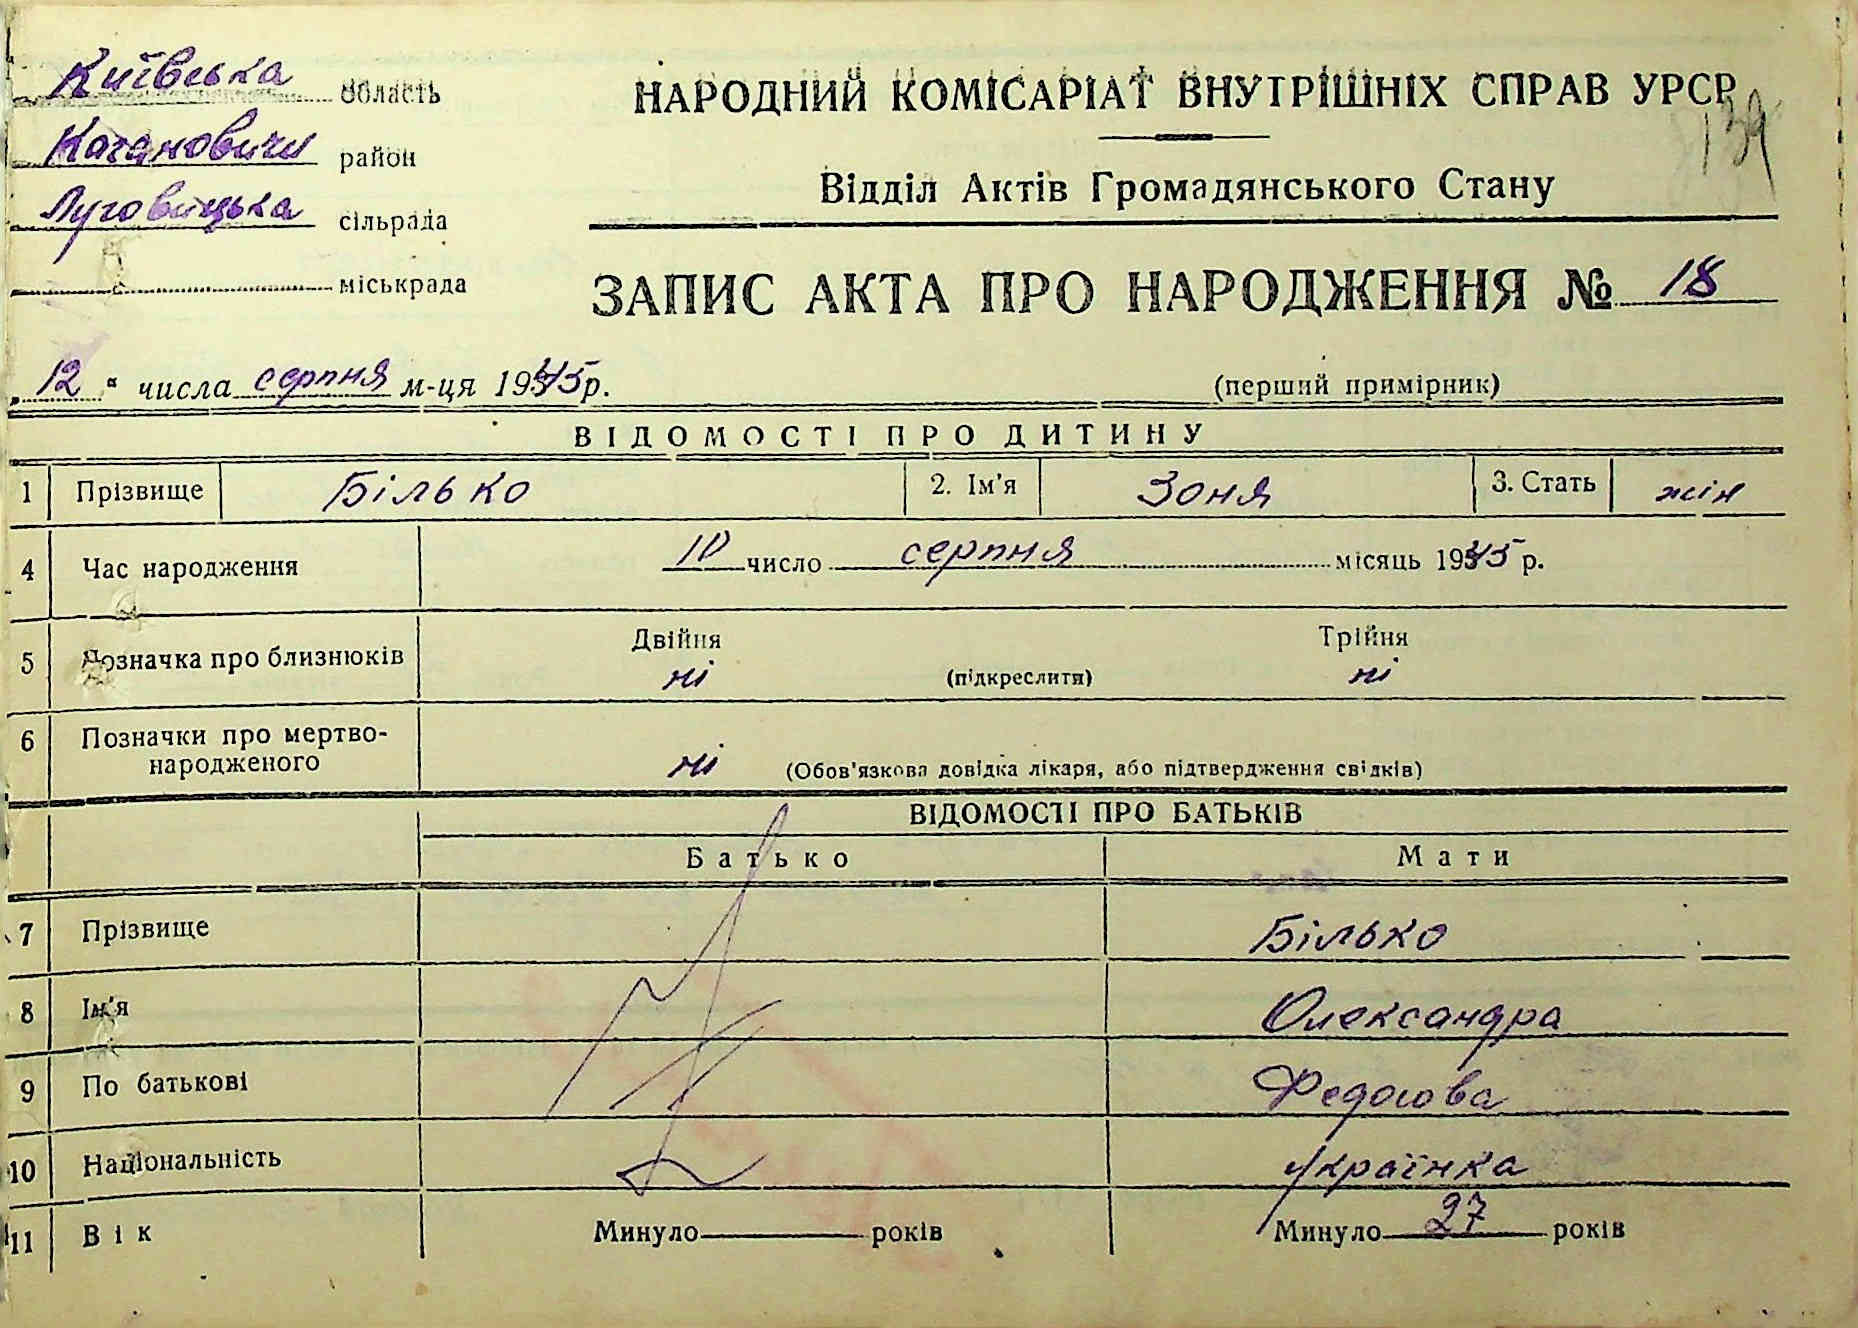 Київська область
Кагановичи район
Луговицька сільрада
міськрада
НАРОДНИЙ КОМІСАРІАТ ВНУТРІШНІХ СПРАВ УРСР
139
Відділ Актів Громадянського Стану
ЗАПИС АКТА ПРО НАРОДЖЕННЯ № 18
„12“ числа серпня м-ця 1945 р.
(перший примірник)
ВІДОМОСТІ ПРО ДИТИНУ
1 Прізвище Білько 2. Ім'я Зоня 3. Стать жін
4 Час народження 10 число серпня місяць 1945 р.
5 Позначка про близнюків Двійня ні (підкреслити) Трійня ні
6 Позначки про мертво-
народженого ні (Обов'язкова довідка лікаря, або підтвердження свідків)
ВІДОМОСТІ ПРО БАТЬКІВ
Батько Мати
7 Прізвище Білько
8 Ім'я Олександра
9 По батькові
10 Національність Українка
11 Вік Минуло років Минуло 27 років